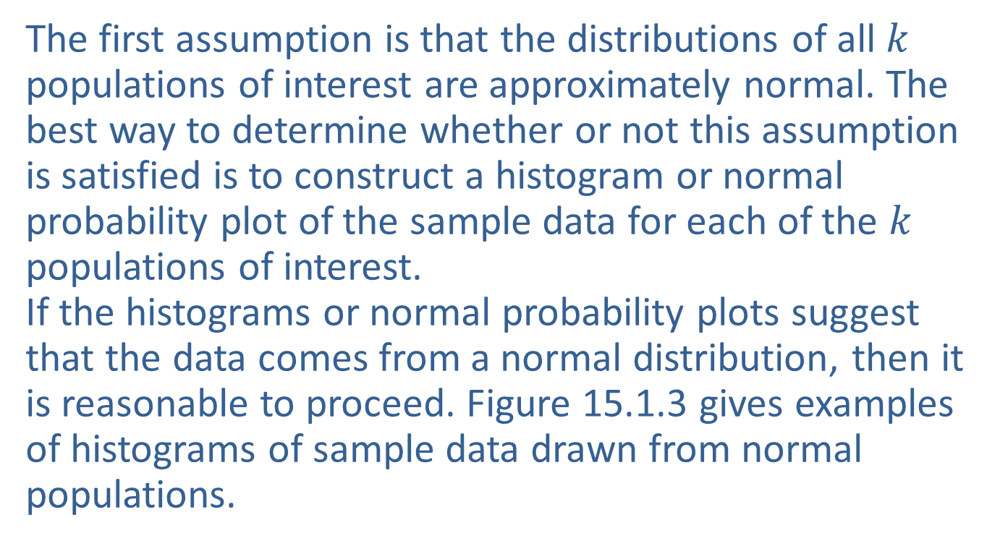 The first assumption is that the distributions of all k
populations of interest are approximately normal. The
best way to determine whether or not this assumption
is satisfied is to construct a histogram or normal
probability plot of the sample data for each of the k
populations of interest.
If the histograms or normal probability plots suggest
that the data comes from a normal distribution, then it
is reasonable to proceed. Figure 15.1.3 gives examples
of histograms of sample data drawn from normal
populations.